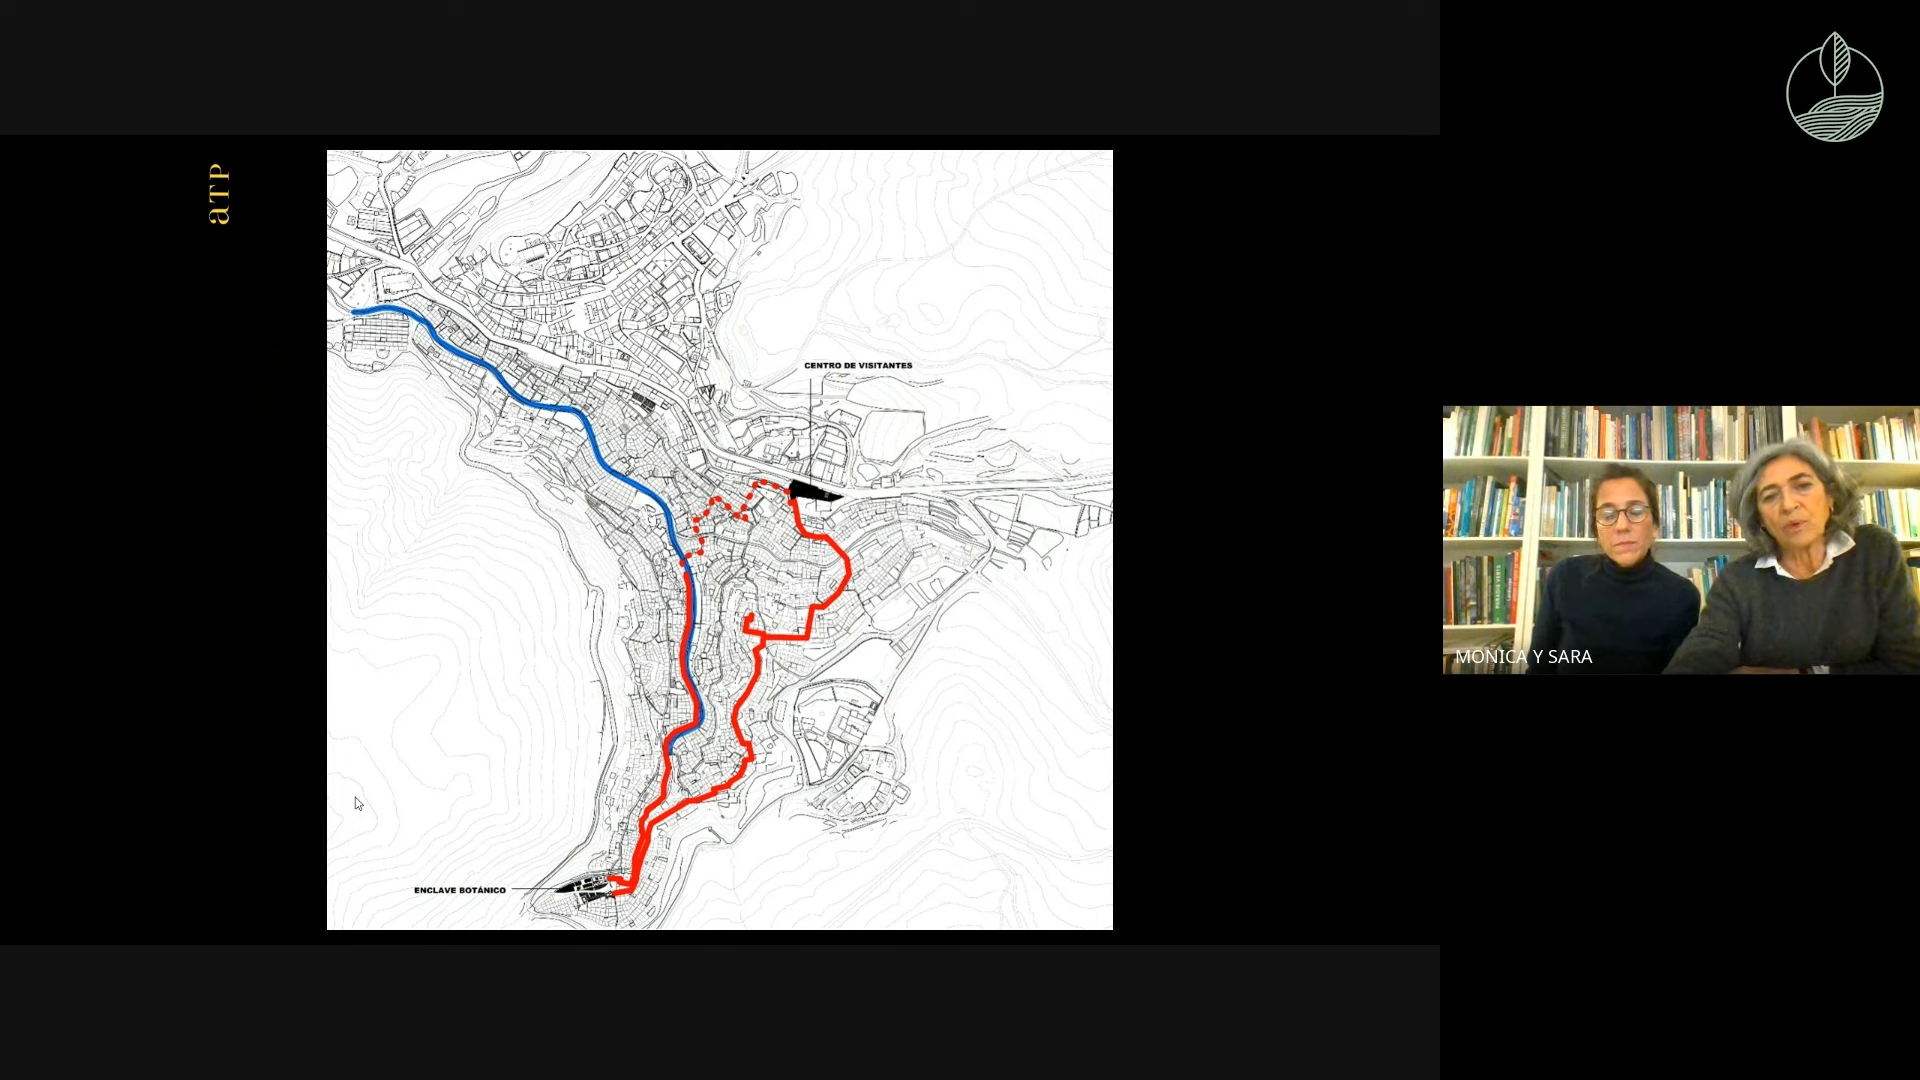 aTP
CENTRO DE VISITANTES
ENCLAVE BOTÁNICO
MONICA Y SARA